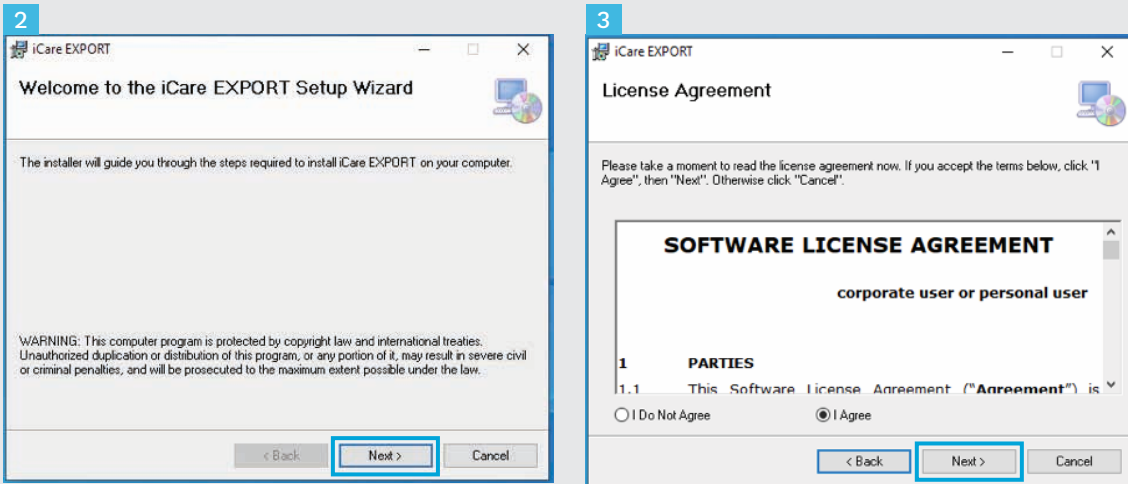 2
iCare EXPORT
Welcome to the iCare EXPORT Setup Wizard
The installer will guide you through the steps required to install iCare EXPORT on your computer.
WARNING: This computer program is protected by copyright law and international treaties.
Unauthorized duplication or distribution of this program, or any portion of it, may result in severe civil
or criminal penalties, and will be prosecuted to the maximum extent possible under the law.
< Back
Next >
Cancel
3
iCare EXPORT
License Agreement
Please take a moment to read the license agreement now. If you accept the terms below, click "I
Agree", then "Next". Otherwise click "Cancel".
SOFTWARE LICENSE AGREEMENT
corporate user or personal user
1 PARTIES
1.1 This Software License Agreement (“Agreement”) is
I Do Not Agree
I Agree
< Back
Next >
Cancel